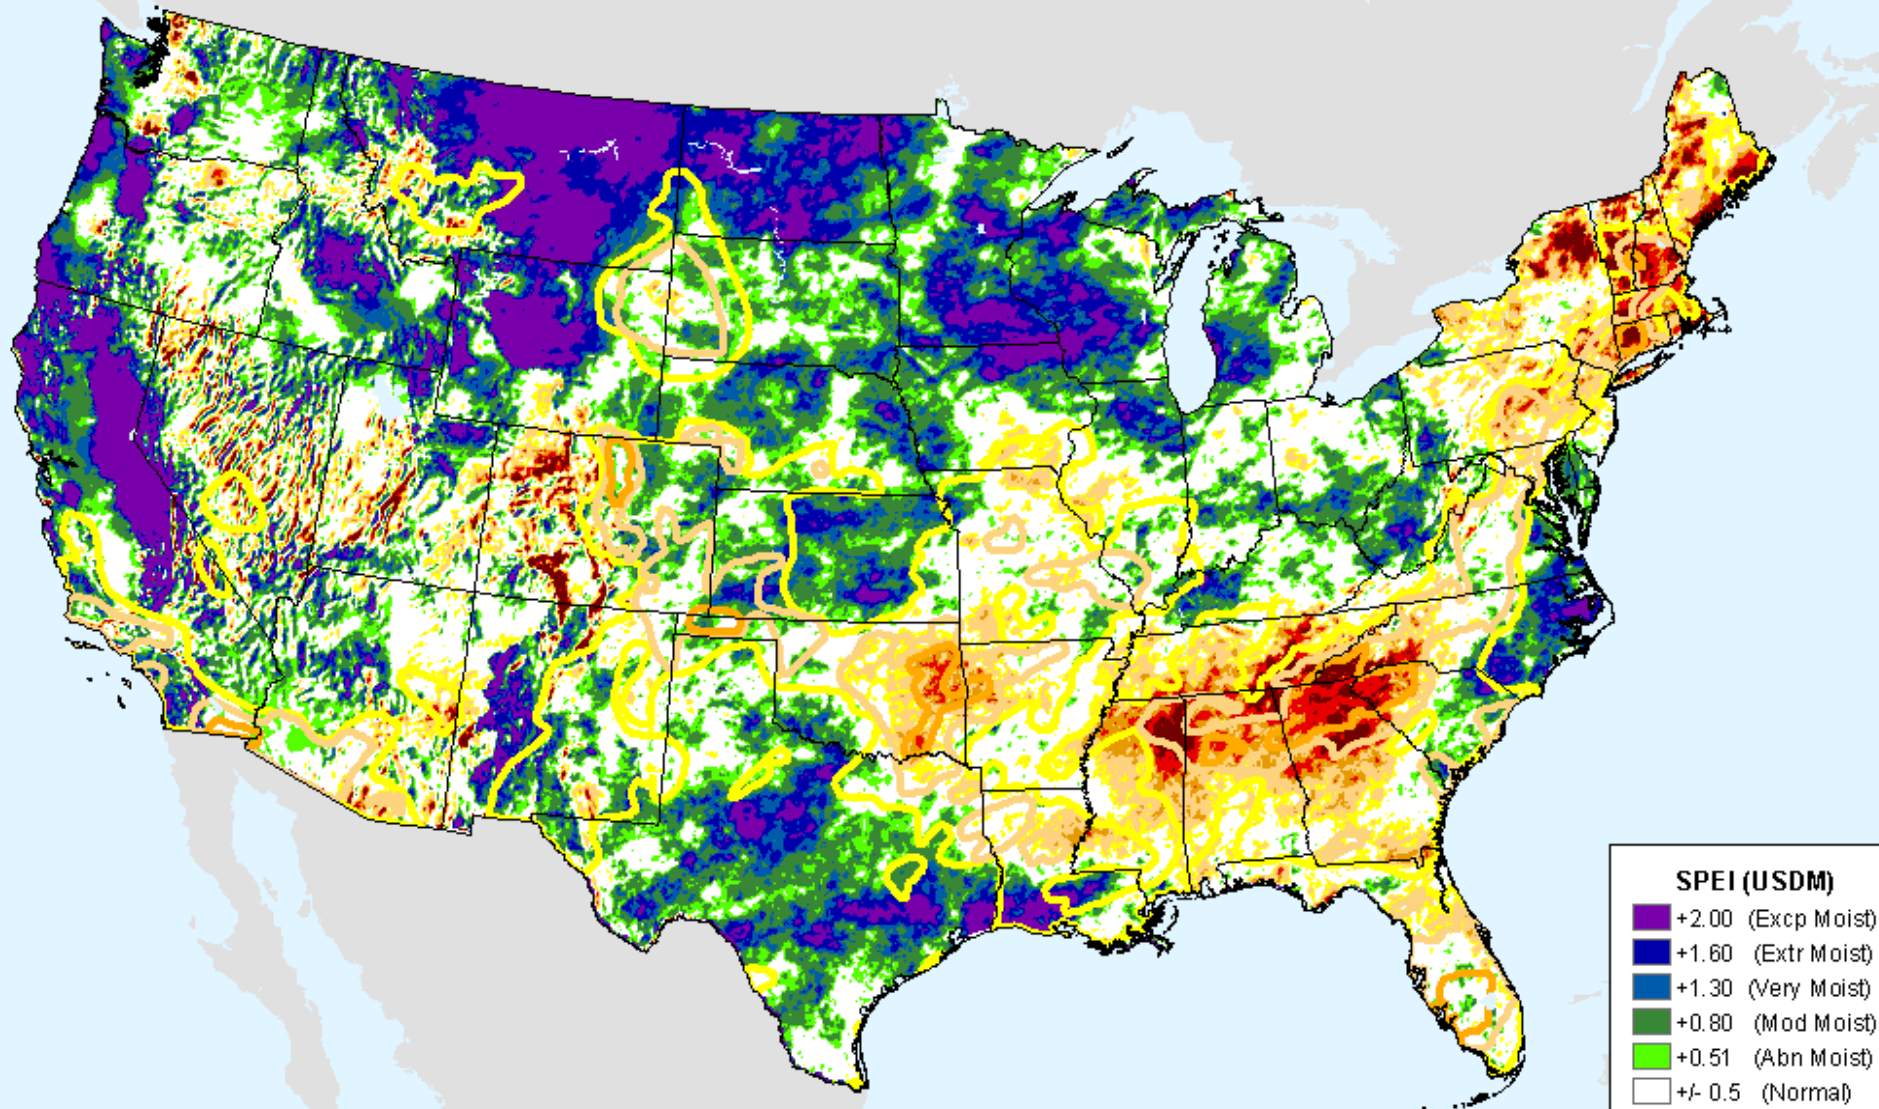 SPEI (USDM)
+2.00 (Excp Moist)
+1.60 (Extr Moist)
+1.30 (Very Moist)
+0.80 (Mod Moist)
+0.51 (Abn Moist)
+/- 0.5 (Normal)